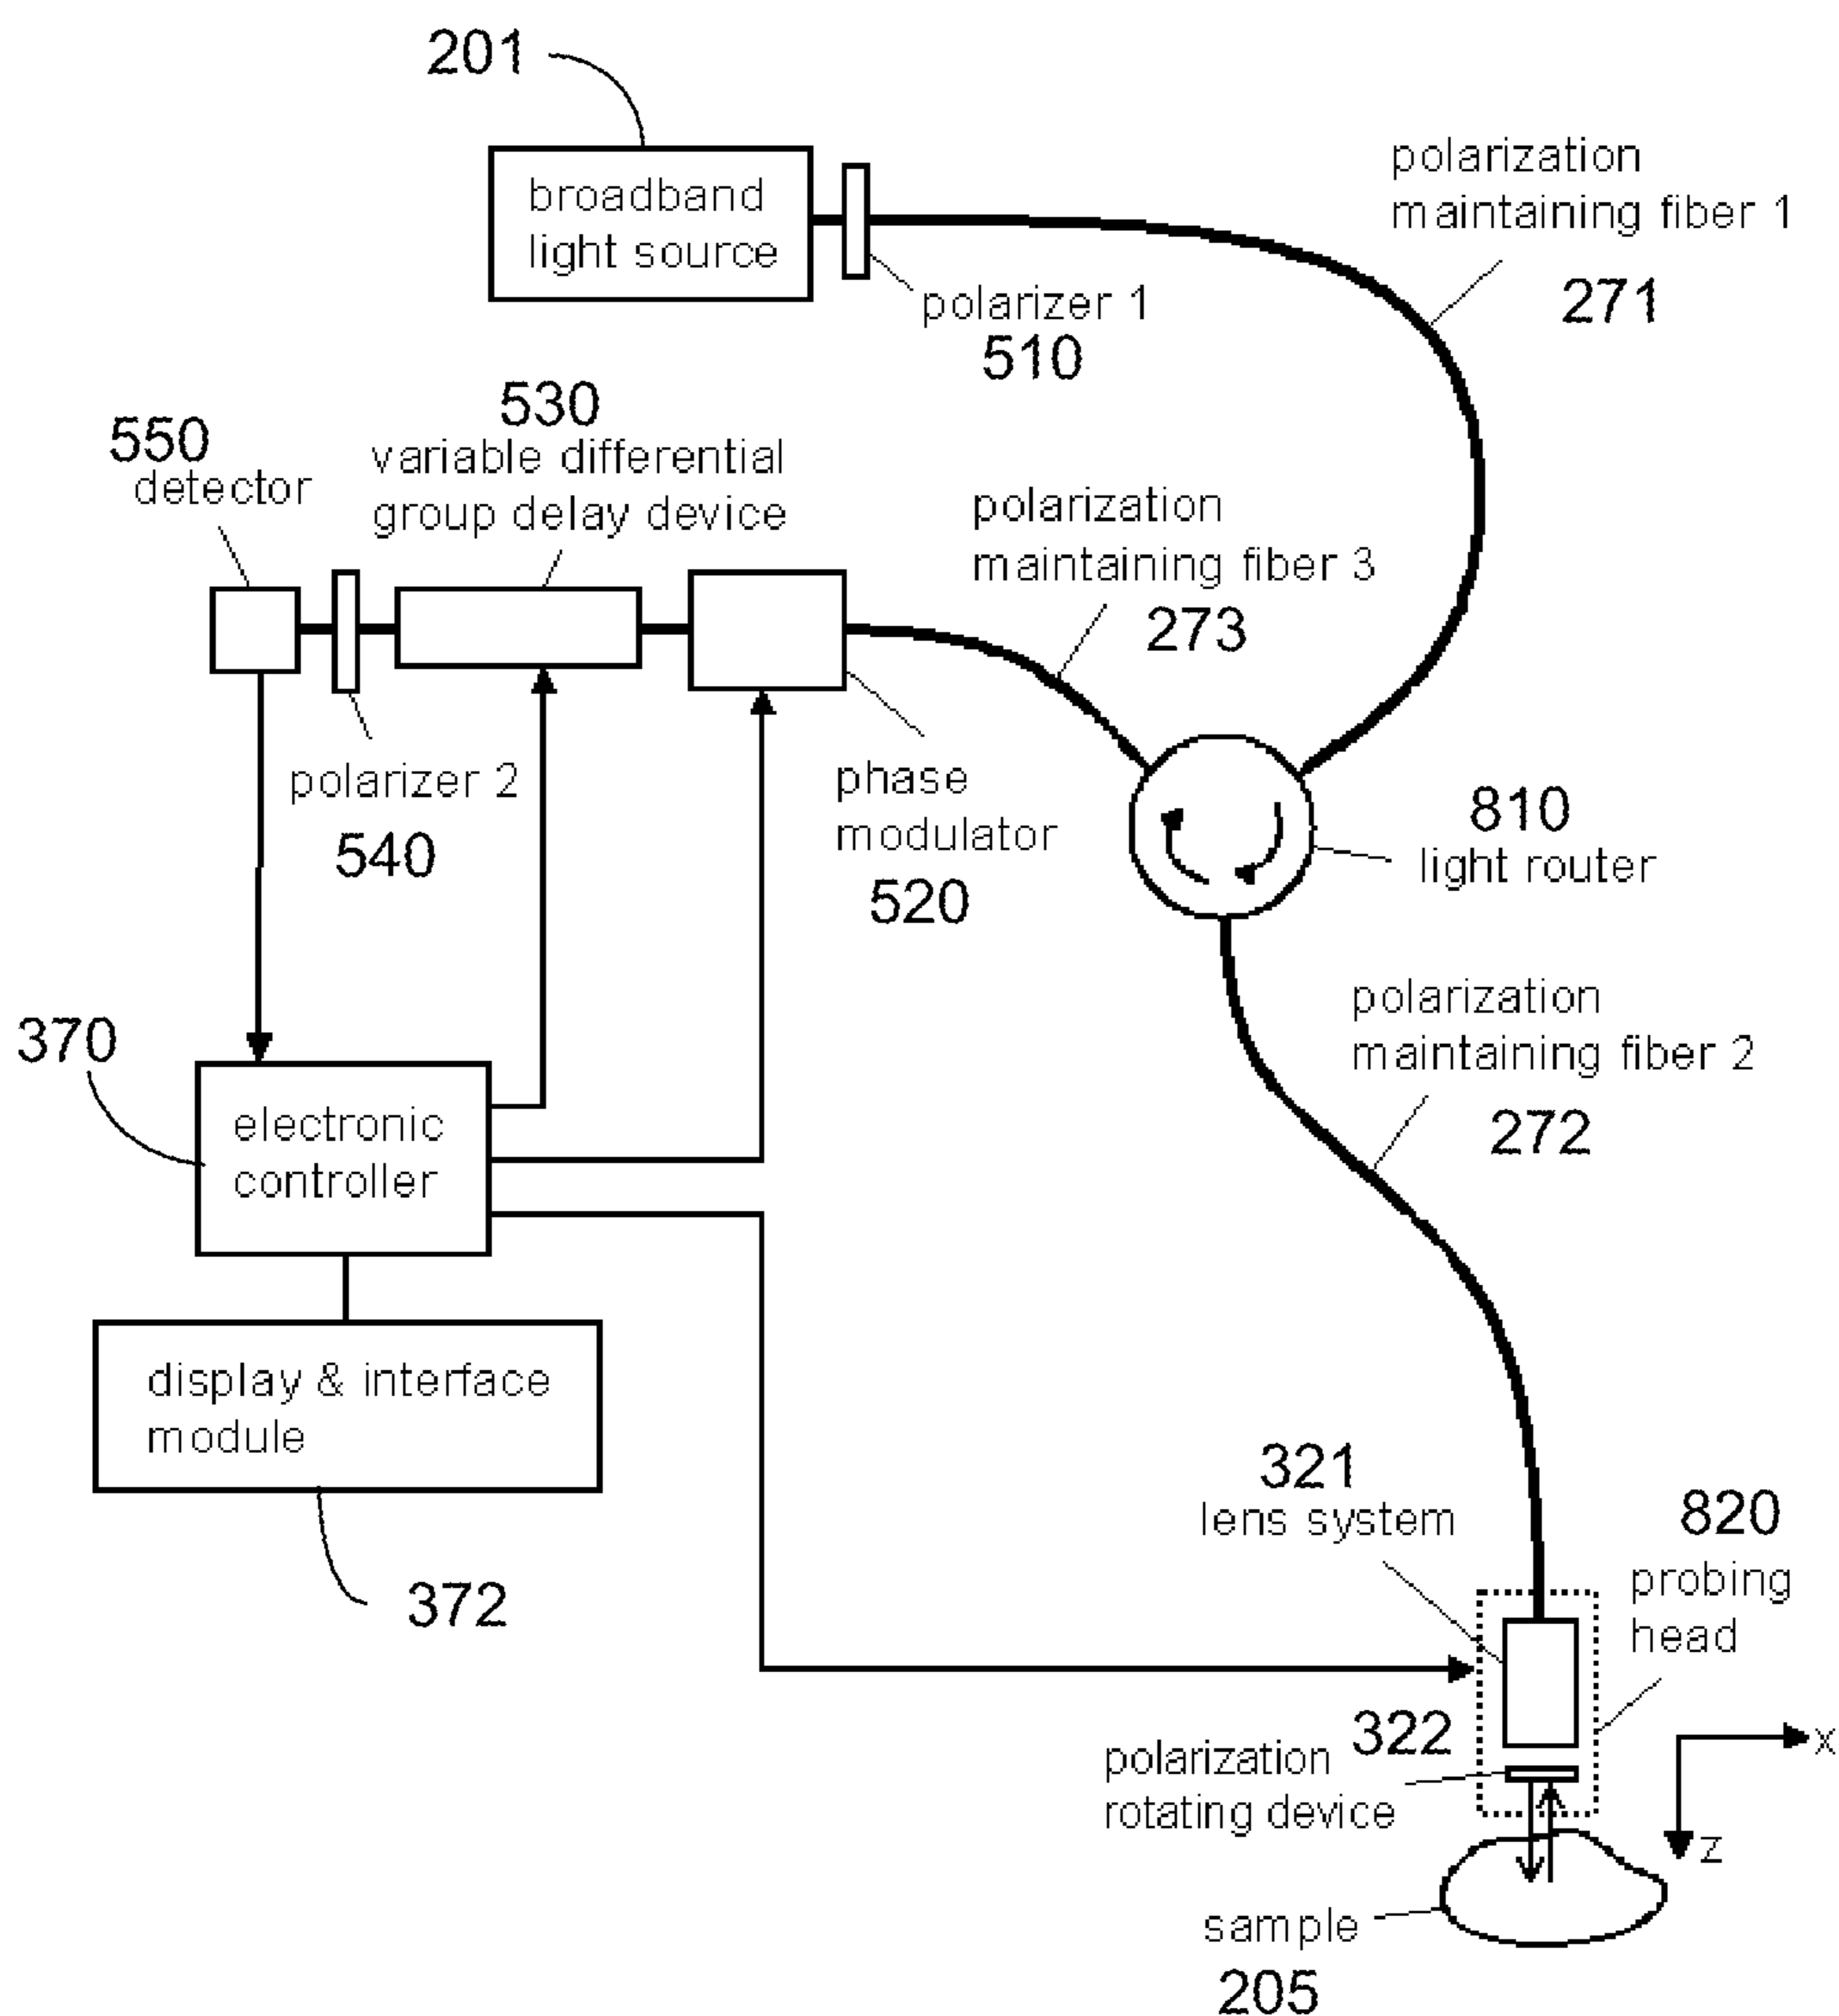 201
broadband
light source
polarizer 1
510
polarization
maintaining fiber 1
271
550
detector
530
variable differential
group delay device
polarization
maintaining fiber 3
273
polarizer 2
540
phase
modulator
520
810
light router
370
electronic
controller
polarization
maintaining fiber 2
272
display & interface
module
372
321
lens system
820
probing
head
322
polarization
rotating device
x
z
sample
205